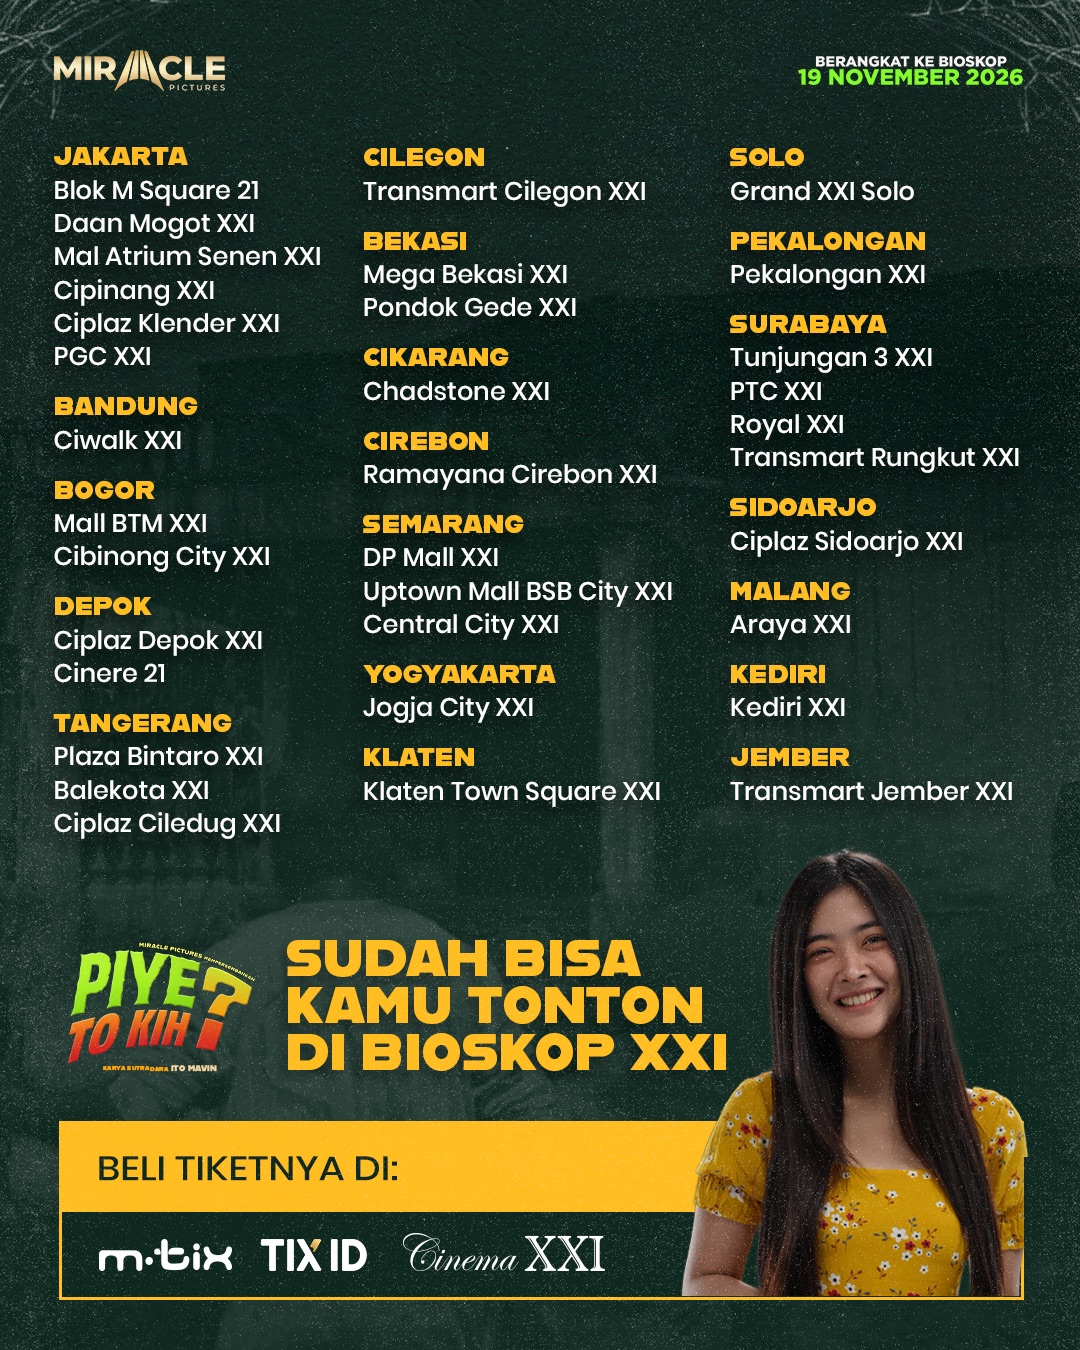 MIRACLE
PICTURES
BERANGKAT KE BIOSKOP
19 NOVEMBER 2026
JAKARTA
Blok M Square 21
Daan Mogot XXI
Mal Atrium Senen XXI
Cipinang XXI
Ciplaz Klender XXI
PGC XXI
BANDUNG
Ciwalk XXI
BOGOR
Mall BTM XXI
Cibinong City XXI
DEPOK
Ciplaz Depok XXI
Cinere 21
TANGERANG
Plaza Bintaro XXI
Balekota XXI
Ciplaz Ciledug XXI
CILEGON
Transmart Cilegon XXI
BEKASI
Mega Bekasi XXI
Pondok Gede XXI
CIKARANG
Chadstone XXI
CIREBON
Ramayana Cirebon XXI
SEMARANG
DP Mall XXI
Uptown Mall BSB City XXI
Central City XXI
YOGYAKARTA
Jogja City XXI
KLATEN
Klaten Town Square XXI
SOLO
Grand XXI Solo
PEKALONGAN
Pekalongan XXI
SURABAYA
Tunjungan 3 XXI
PTC XXI
Royal XXI
Transmart Rungkut XXI
SIDOARJO
Ciplaz Sidoarjo XXI
MALANG
Araya XXI
KEDIRI
Kediri XXI
JEMBER
Transmart Jember XXI
MIRACLE PICTURES MEMPERSEMBAHKAN
PIYE
TO KIH?
KARYA SUTRADARA ITO MAVIN
SUDAH BISA
KAMU TONTON
DI BIOSKOP XXI
BELI TIKETNYA DI:
m·tix
TIX ID
Cinema XXI